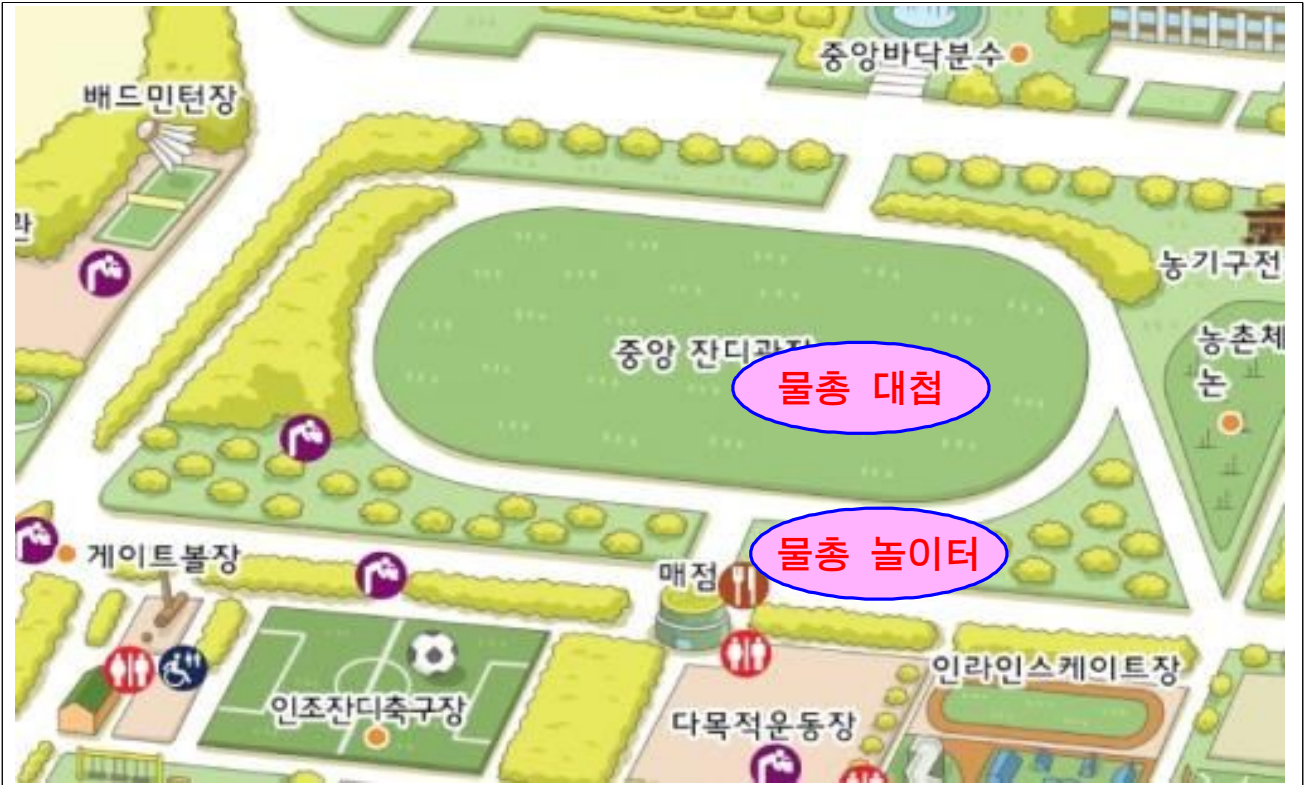 중앙바닥분수
배드민턴장
관
농기구전
중앙 잔디광장
농촌체
논
물총 대첩
물총 놀이터
게이트볼장
매점
인라인스케이트장
인조잔디축구장
다목적운동장